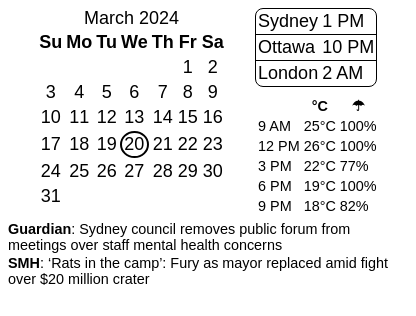 March 2024
Su Mo Tu We Th Fr Sa
1 2
3 4 5 6 7 8 9
10 11 12 13 14 15 16
17 18 19 20 21 22 23
24 25 26 27 28 29 30
31
Sydney 1 PM
Ottawa 10 PM
London 2 AM
°C ☂
9 AM 25°C 100%
12 PM 26°C 100%
3 PM 22°C 77%
6 PM 19°C 100%
9 PM 18°C 82%
Guardian: Sydney council removes public forum from
meetings over staff mental health concerns
SMH: ‘Rats in the camp’: Fury as mayor replaced amid fight
over $20 million crater